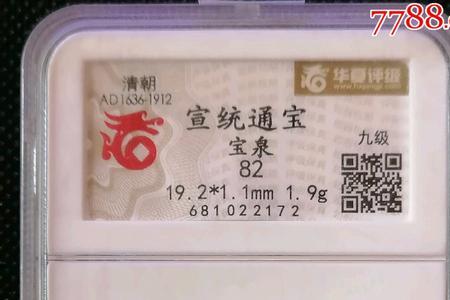 7788.
清朝
AD1636-1912
华夏评级
宣统通宝
九级
宝泉
82
19.2*1.1mm 1.9g
681022172